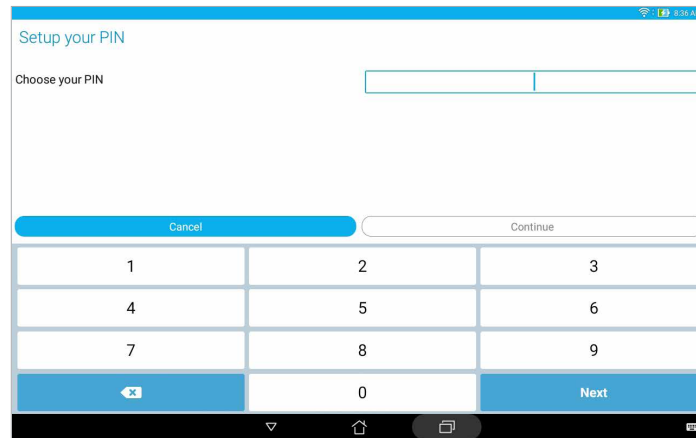 8:36 A
Setup your PIN
Choose your PIN
Cancel Continue
1 2 3
4 5 6
7 8 9
0 Next